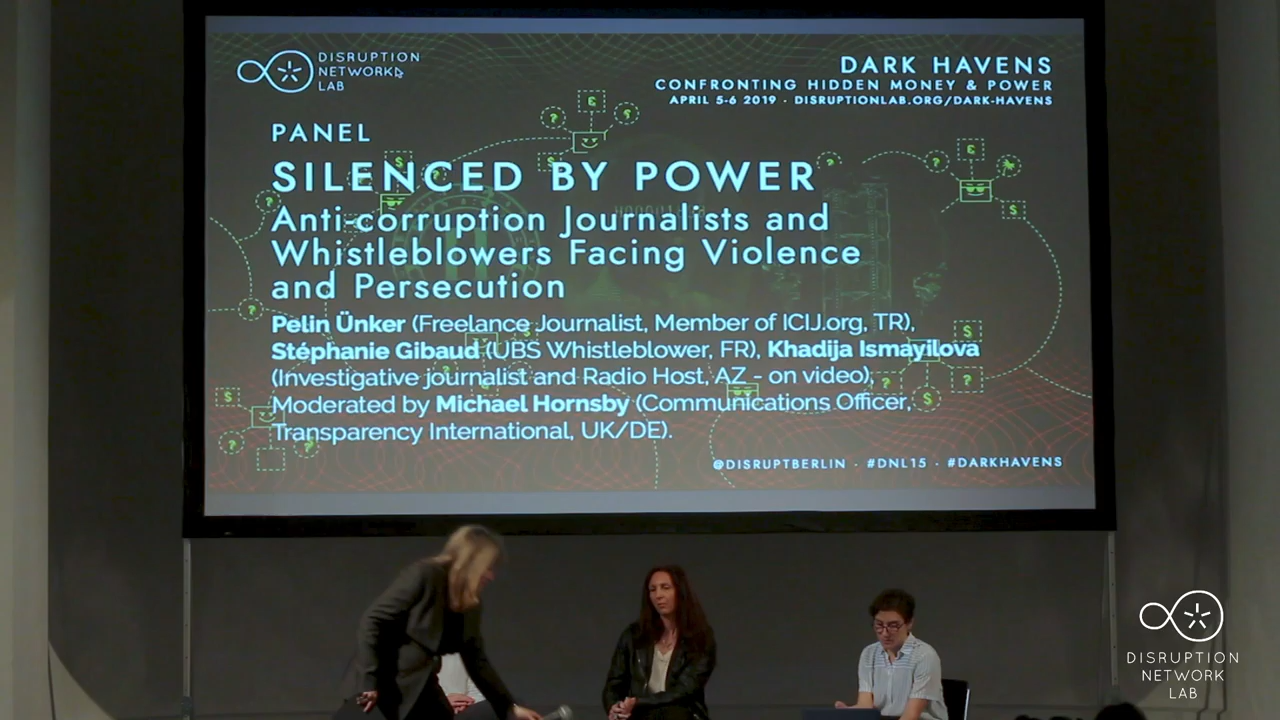 DISRUPTION
NETWORK
LAB
DARK HAVENS
CONFRONTING HIDDEN MONEY & POWER
APRIL 5-6 2019 · DISRUPTIONLAB.ORG/DARK-HAVENS
PANEL
SILENCED BY POWER
Anti-corruption Journalists and
Whistleblowers Facing Violence
and Persecution
Pelin Ünker (Freelance Journalist, Member of ICIJ.org, TR),
Stéphanie Gibaud (UBS Whistleblower, FR), Khadija Ismayilova
(Investigative journalist and Radio Host, AZ - on video),
Moderated by Michael Hornsby (Communications Officer,
Transparency International, UK/DE).
@DISRUPTBERLIN · #DNL15 · #DARKHAVENS
DISRUPTION
NETWORK
LAB